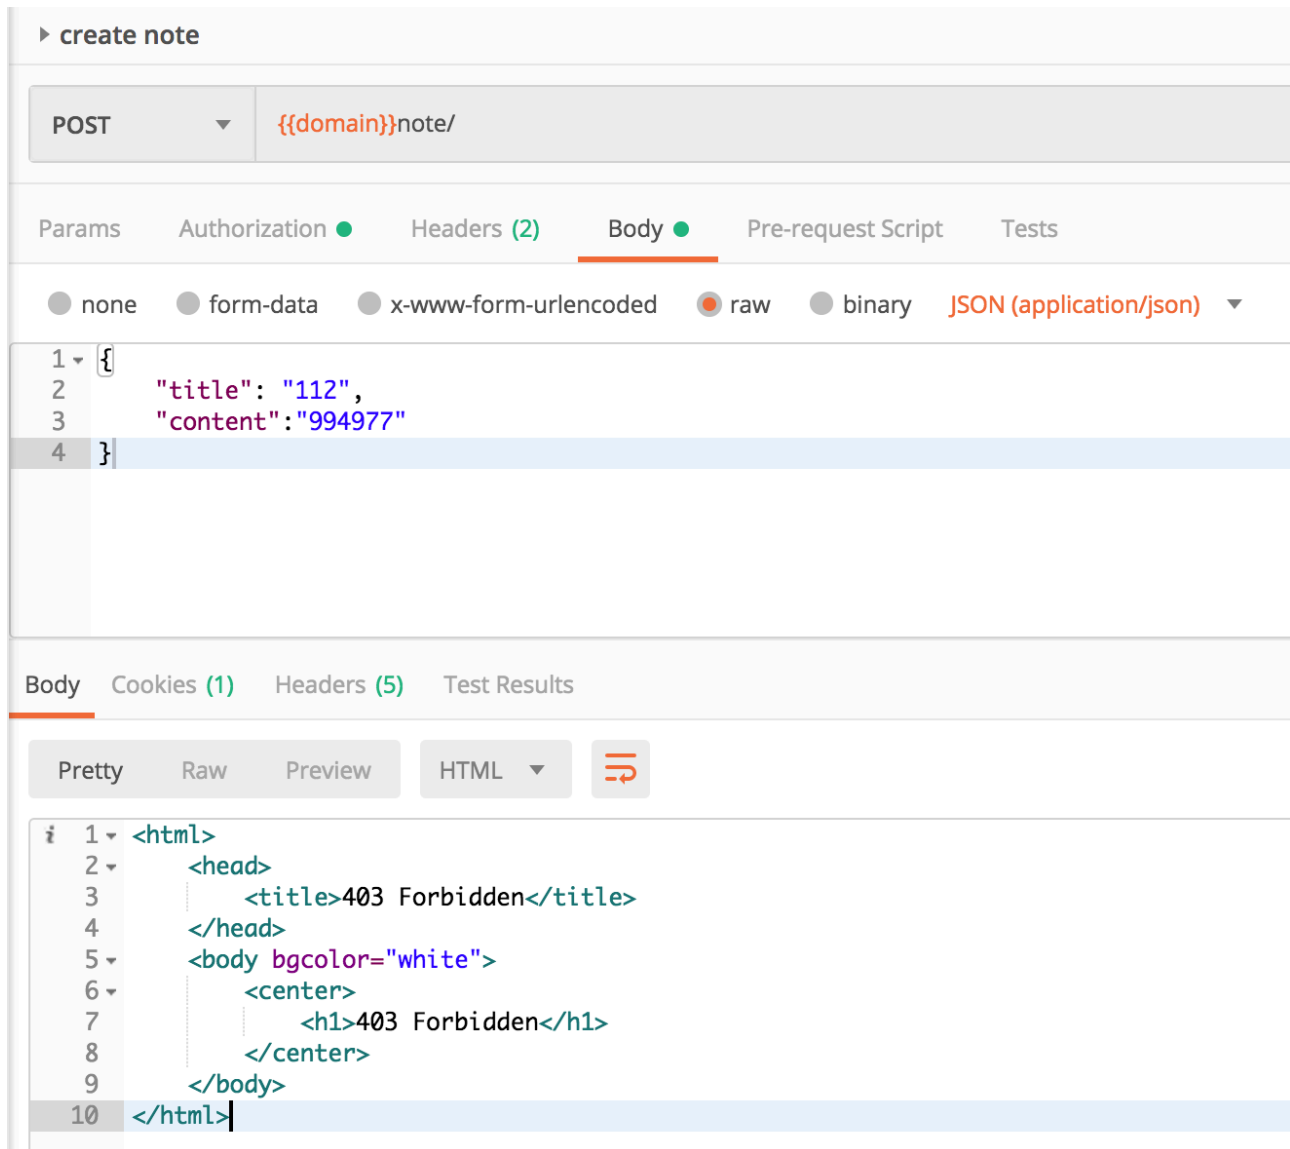 create note
POST {{domain}}note/
Params Authorization Headers (2) Body Pre-request Script Tests
none form-data x-www-form-urlencoded raw binary JSON (application/json)
1 {
2 "title": "112",
3 "content":"994977"
4 }
Body Cookies (1) Headers (5) Test Results
Pretty Raw Preview HTML
i 1 <html>
2 <head>
3 <title>403 Forbidden</title>
4 </head>
5 <body bgcolor="white">
6 <center>
7 <h1>403 Forbidden</h1>
8 </center>
9 </body>
10 </html>